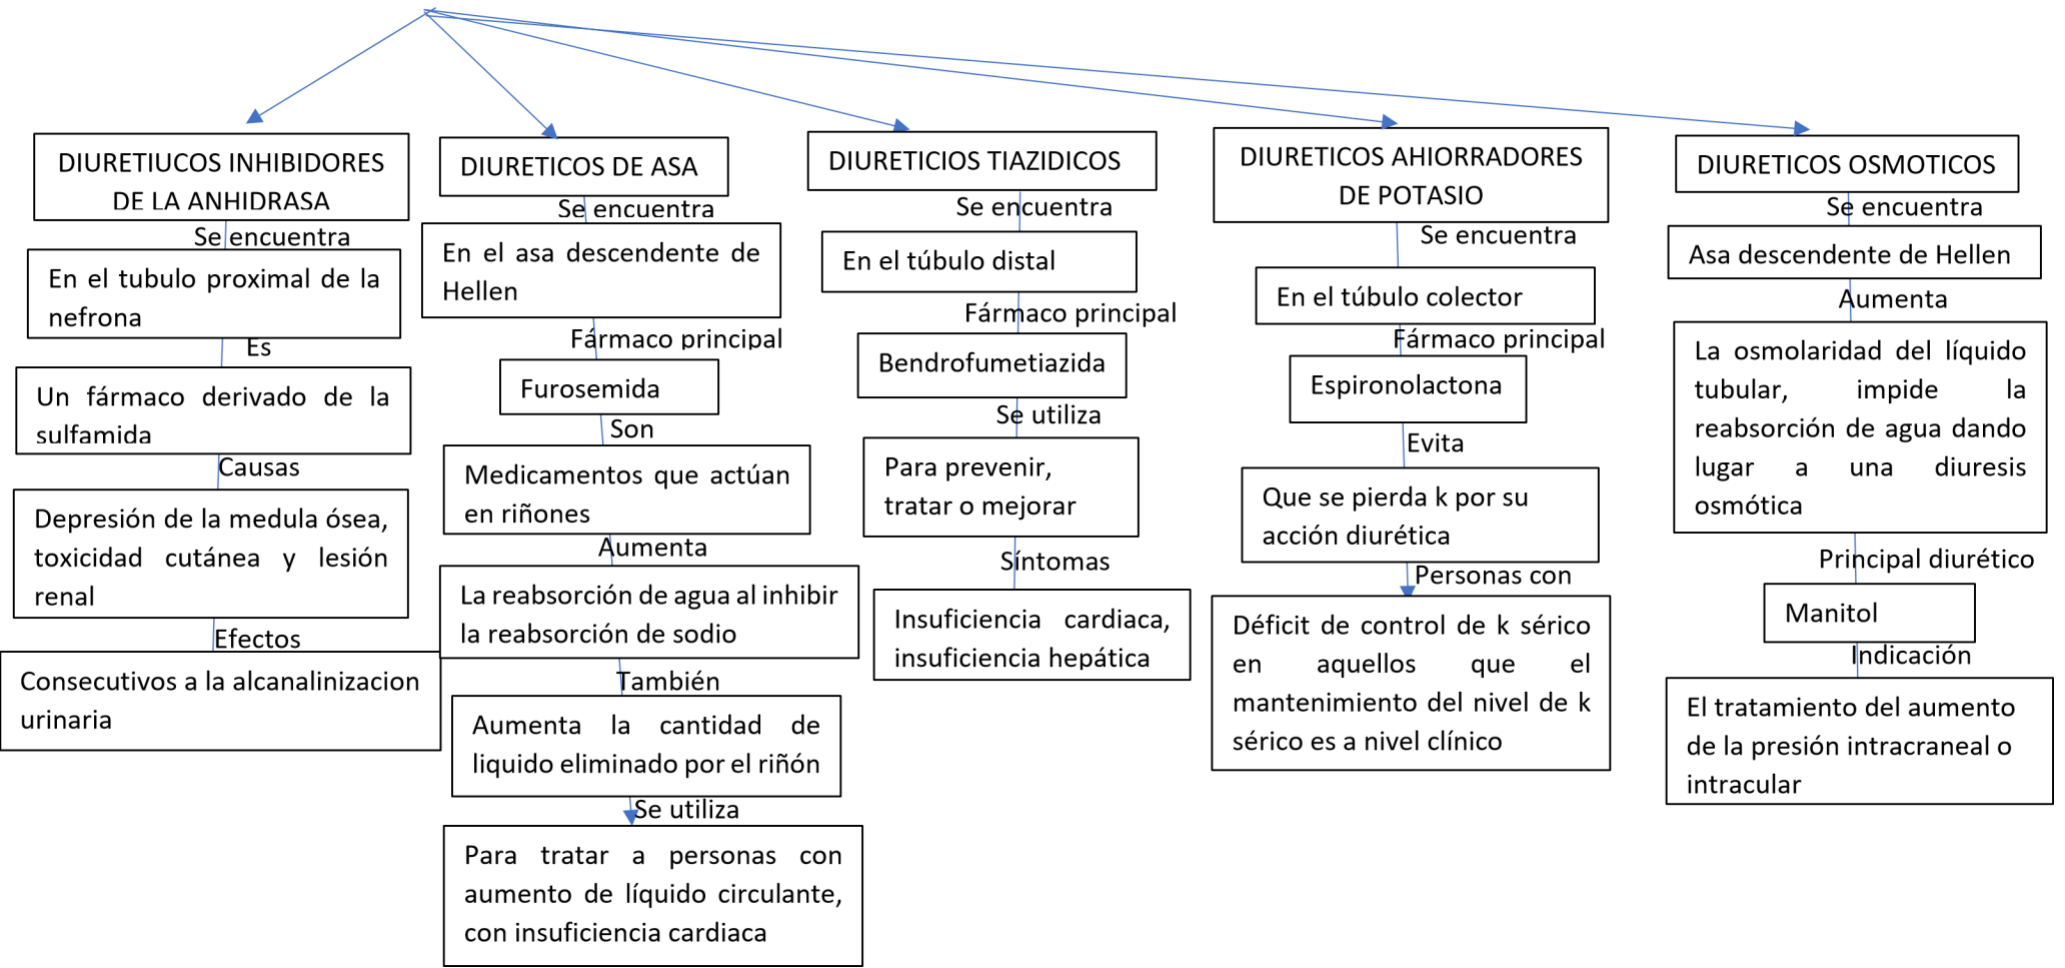 DIURETIUCOS INHIBIDORES
DE LA ANHIDRASA
Se encuentra
En el tubulo proximal de la
nefrona
Es
Un fármaco derivado de la
sulfamida
Causas
Depresión de la medula ósea,
toxicidad cutánea y lesión
renal
Efectos
Consecutivos a la alcanalinizacion
urinaria
DIURETICOS DE ASA
Se encuentra
En el asa descendente de
Hellen
Fármaco principal
Furosemida
Son
Medicamentos que actúan
en riñones
Aumenta
La reabsorción de agua al inhibir
la reabsorción de sodio
También
Aumenta la cantidad de
liquido eliminado por el riñón
Se utiliza
Para tratar a personas con
aumento de líquido circulante,
con insuficiencia cardiaca
DIURETICIOS TIAZIDICOS
Se encuentra
En el túbulo distal
Fármaco principal
Bendrofumetiazida
Se utiliza
Para prevenir,
tratar o mejorar
Síntomas
Insuficiencia cardiaca,
insuficiencia hepática
DIURETICOS AHIORRADORES
DE POTASIO
Se encuentra
En el túbulo colector
Fármaco principal
Espironolactona
Evita
Que se pierda k por su
acción diurética
Personas con
Déficit de control de k sérico
en aquellos que el
mantenimiento del nivel de k
sérico es a nivel clínico
DIURETICOS OSMOTICOS
Se encuentra
Asa descendente de Hellen
Aumenta
La osmolaridad del líquido
tubular, impide la
reabsorción de agua dando
lugar a una diuresis
osmótica
Principal diurético
Manitol
Indicación
El tratamiento del aumento
de la presión intracraneal o
intracular